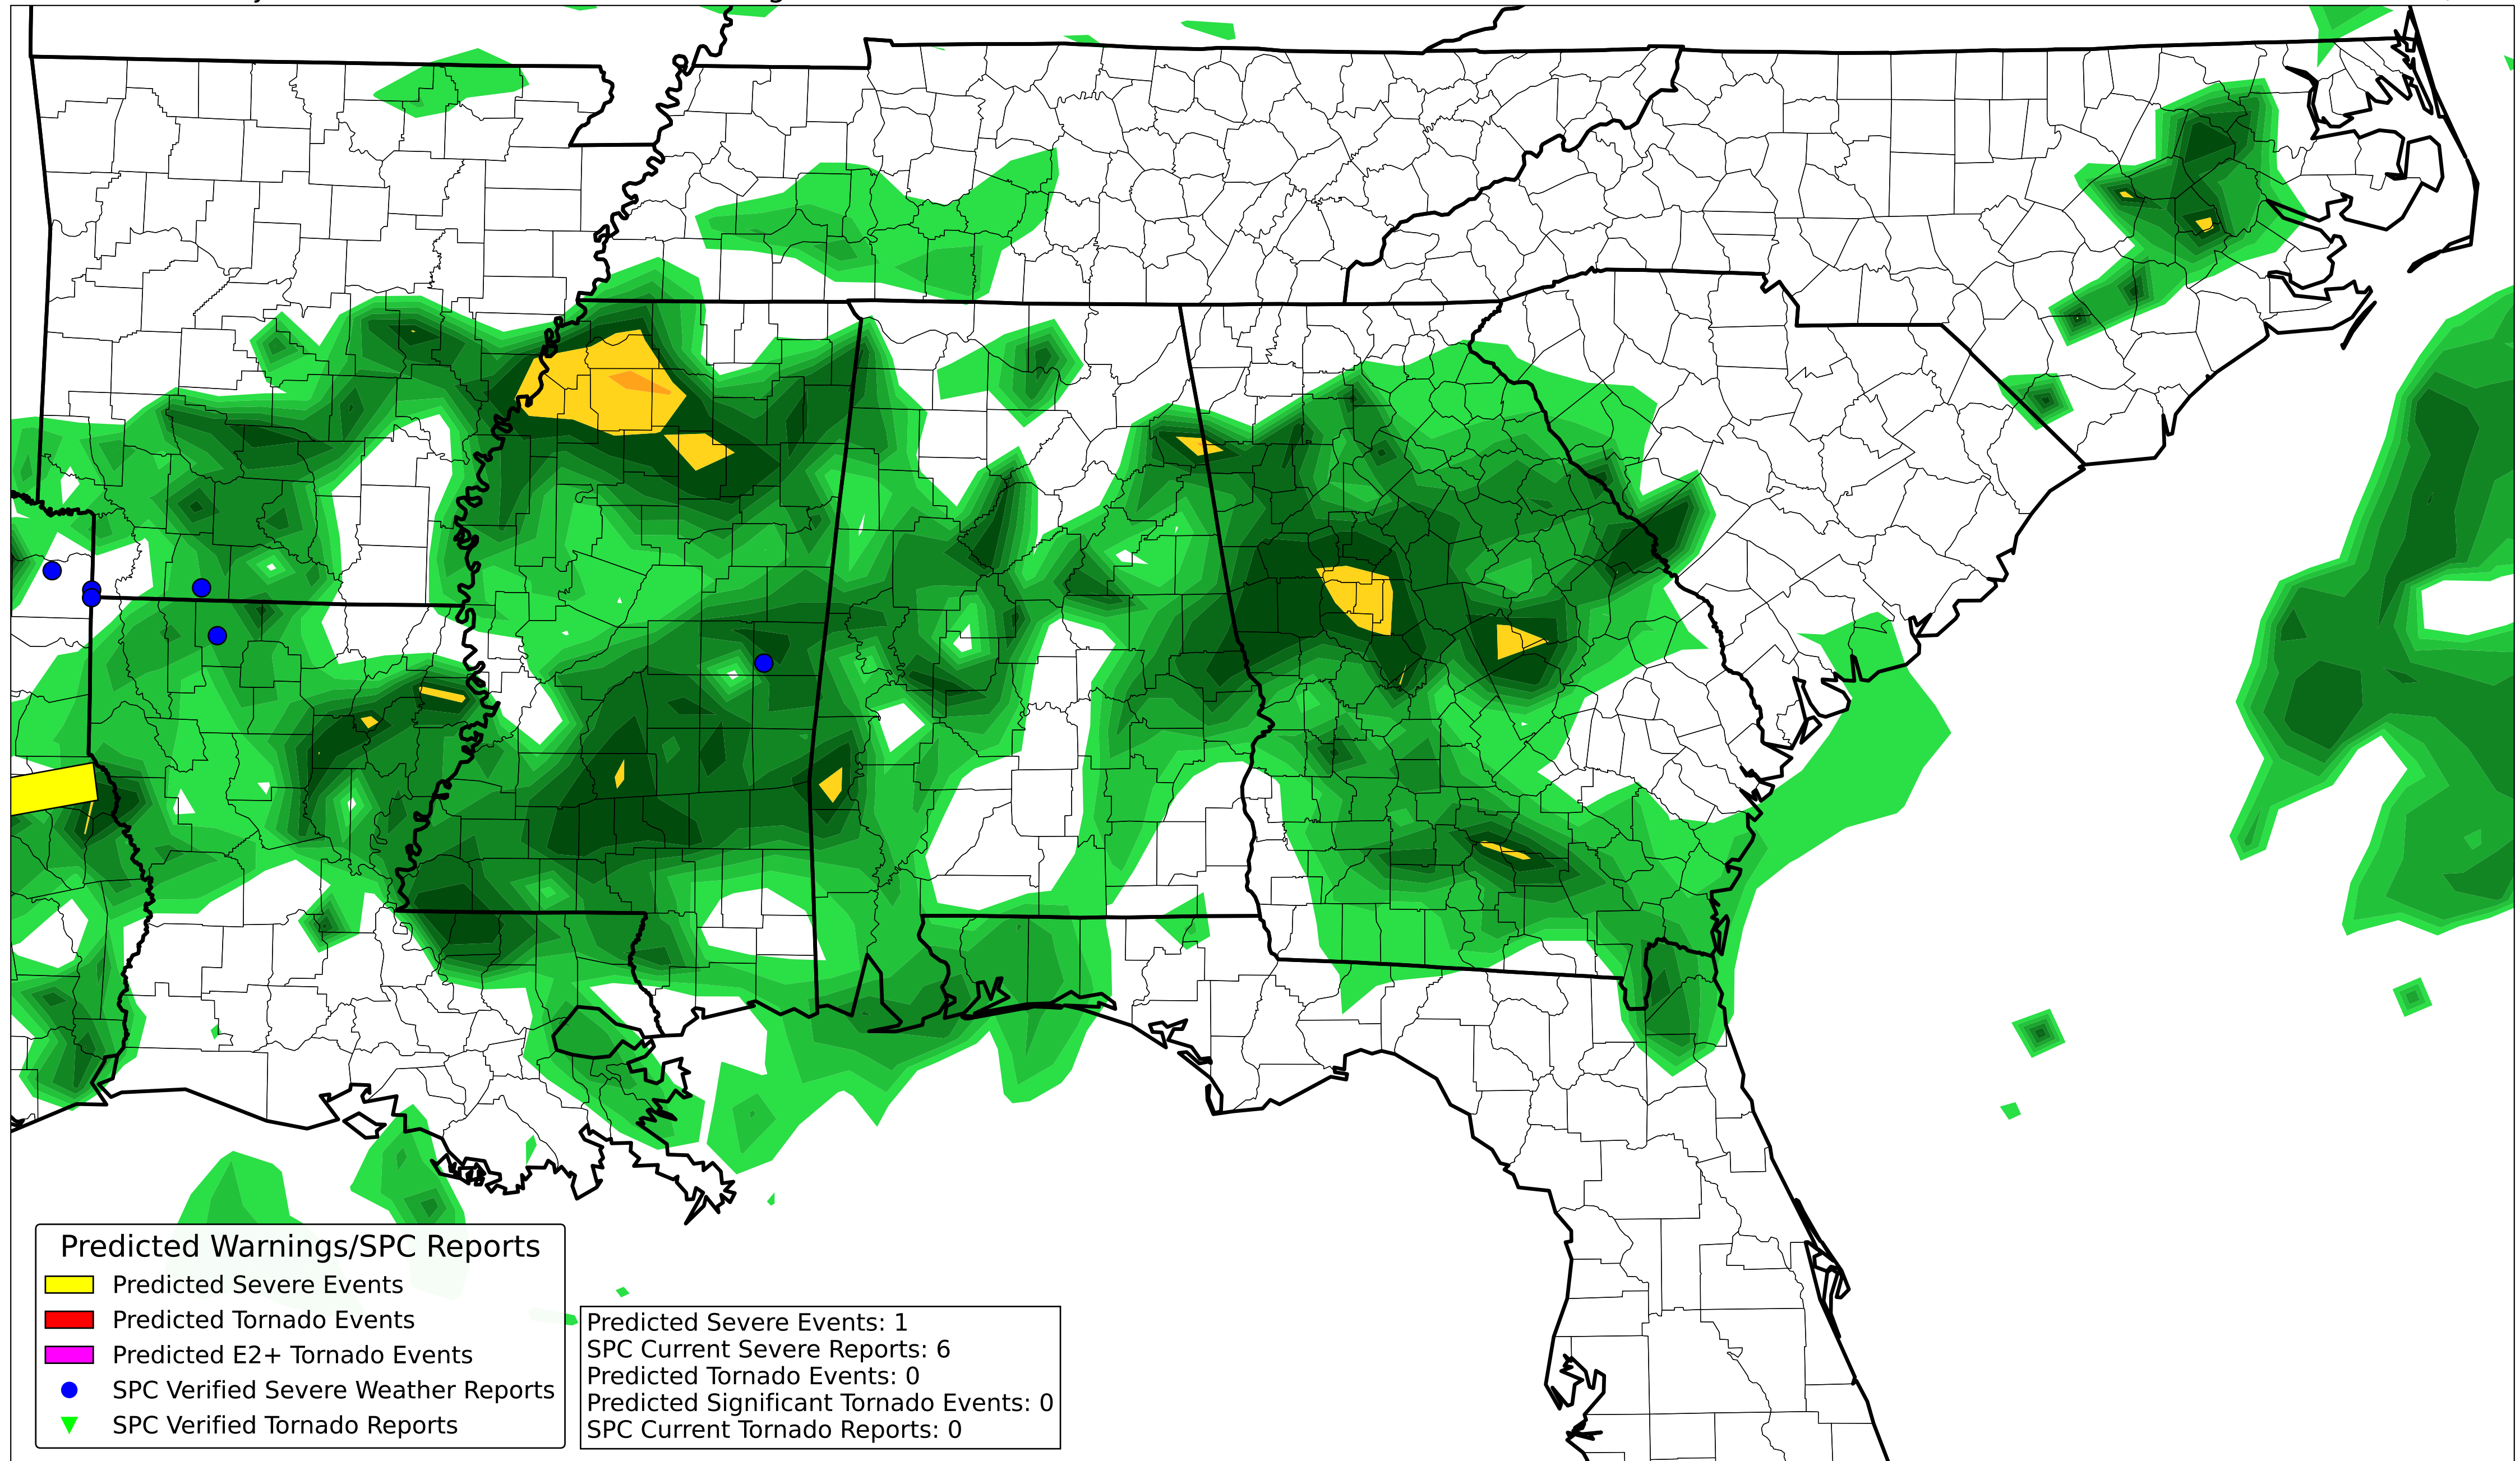 Predicted Warnings/SPC Reports
Predicted Severe Events
Predicted Tornado Events
Predicted E2+ Tornado Events
SPC Verified Severe Weather Reports
SPC Verified Tornado Reports
Predicted Severe Events: 1
SPC Current Severe Reports: 6
Predicted Tornado Events: 0
Predicted Significant Tornado Events: 0
SPC Current Tornado Reports: 0